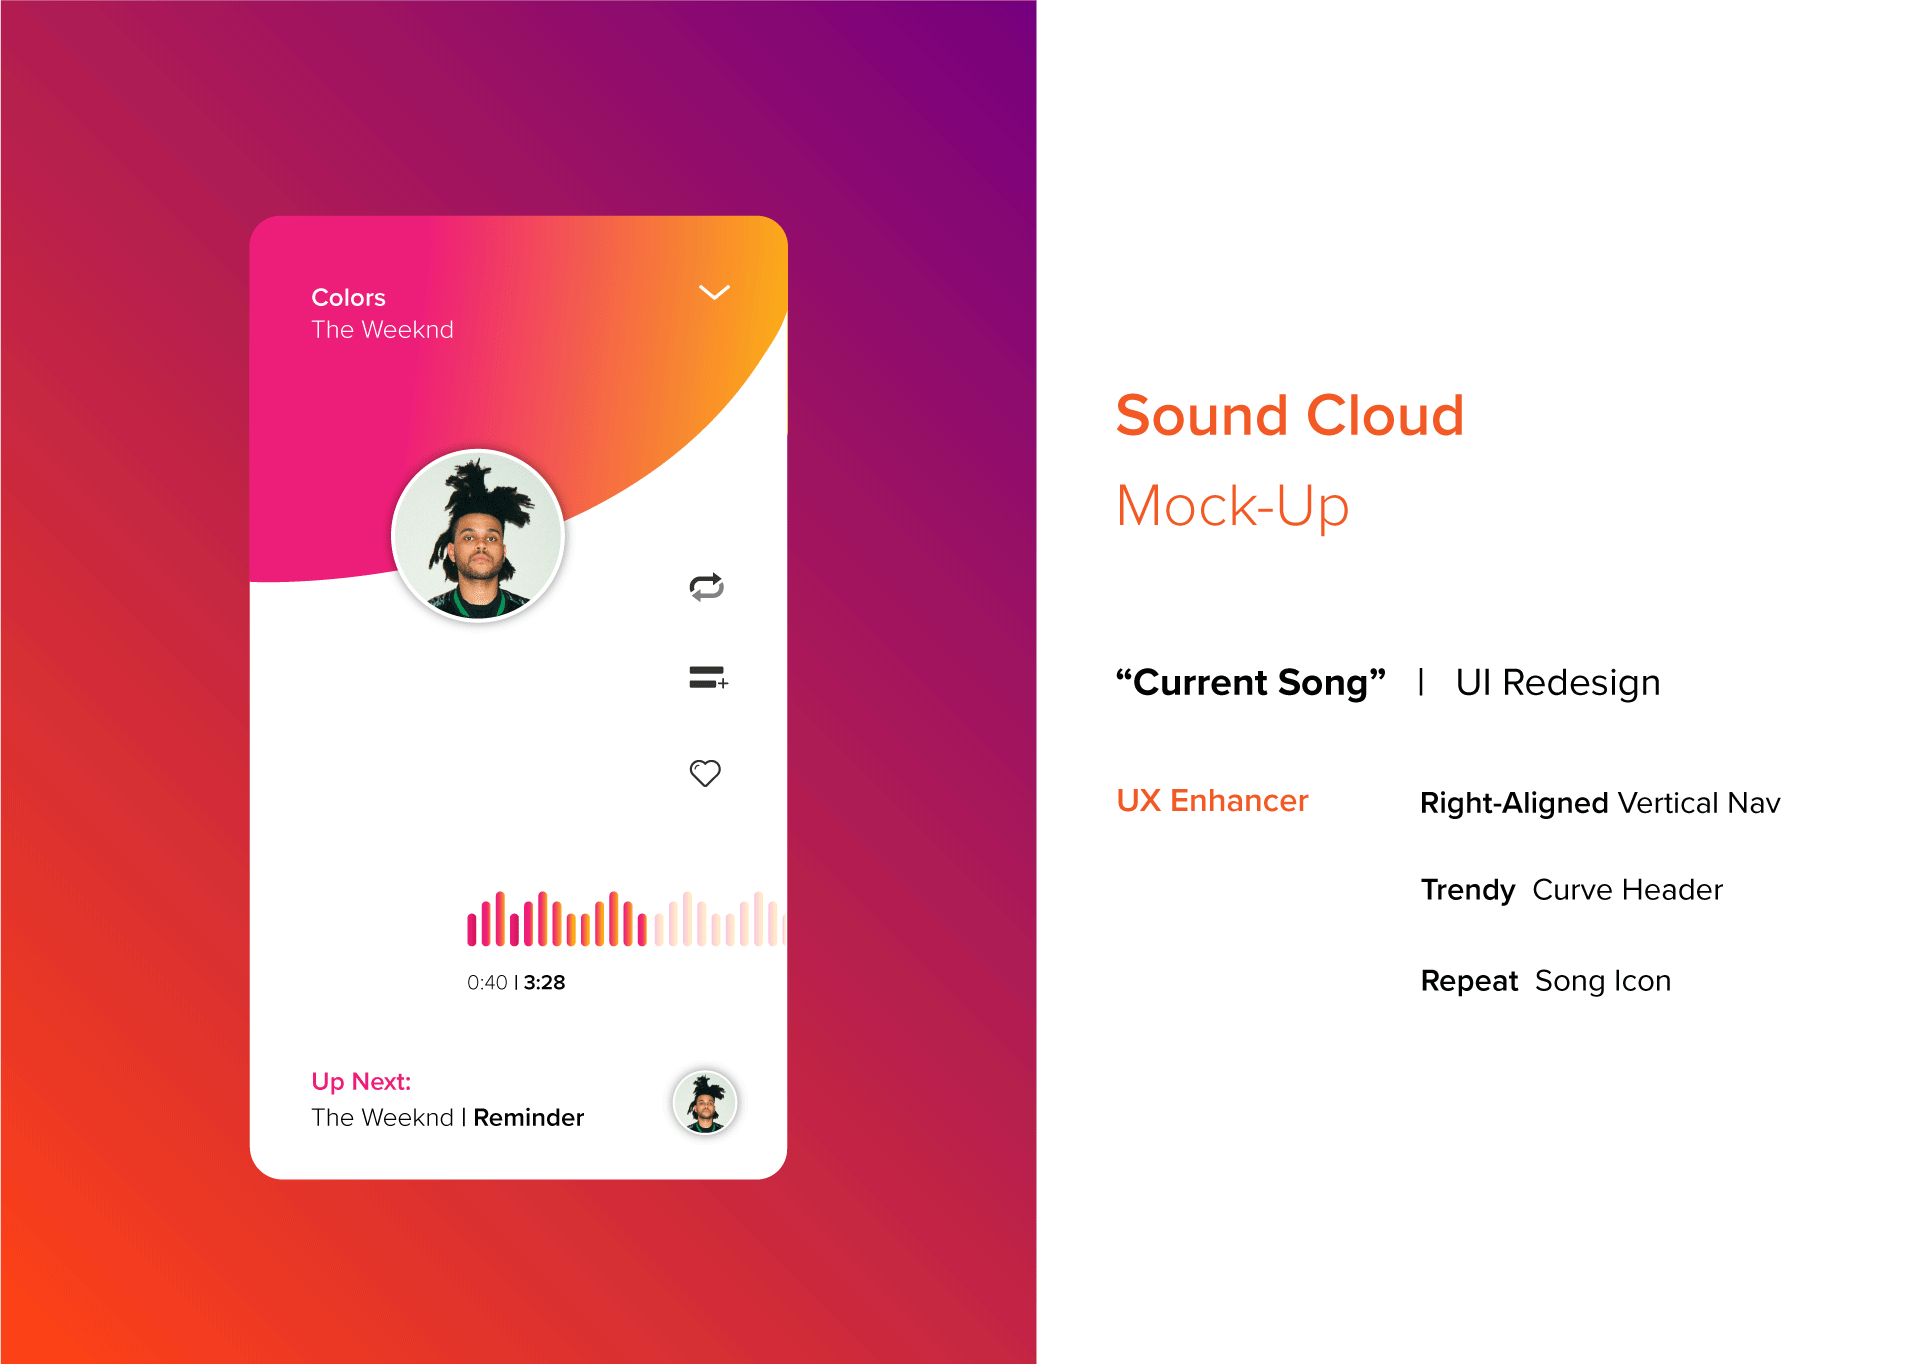 Colors
The Weeknd
0:40 | 3:28
Up Next:
The Weeknd | Reminder
Sound Cloud
Mock-Up
“Current Song” | UI Redesign
UX Enhancer
Right-Aligned Vertical Nav
Trendy Curve Header
Repeat Song Icon